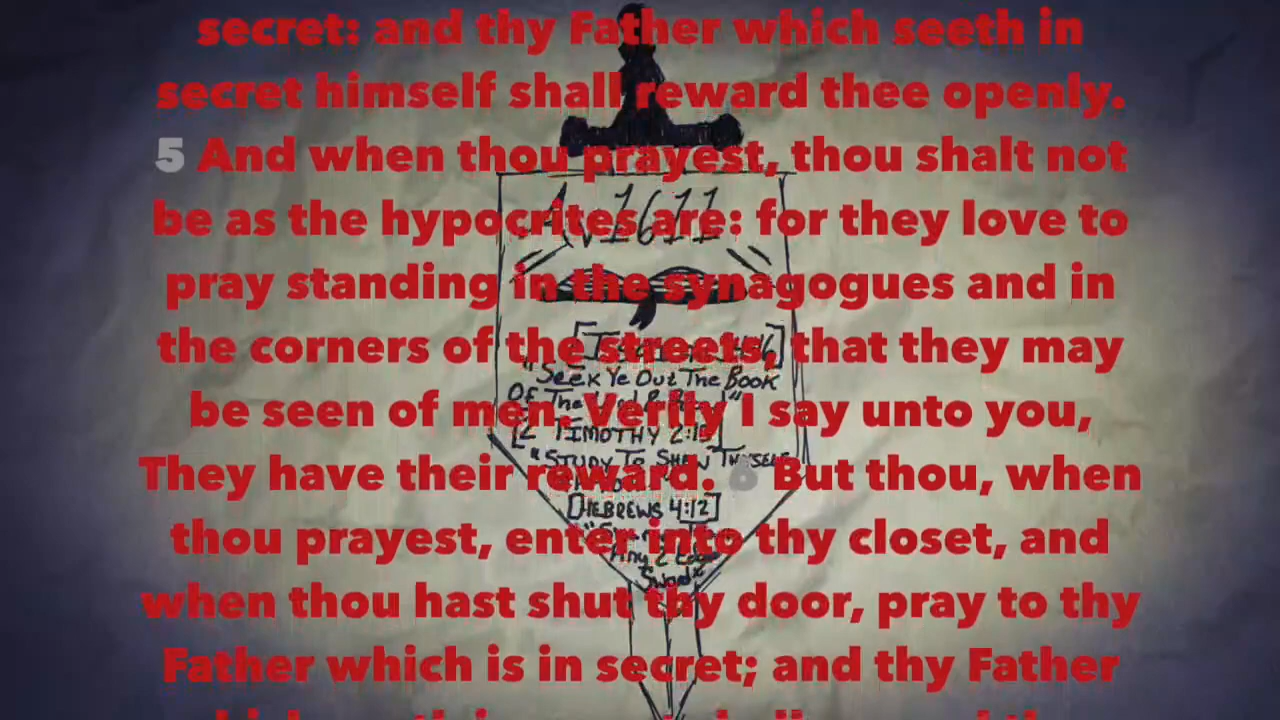 secret: and thy Father which seeth in
secret himself shall reward thee openly.
5 And when thou prayest, thou shalt not
be as the hypocrites are: for they love to
pray standing in the synagogues and in
the corners of the streets, that they may
be seen of men. Verily I say unto you,
They have their reward. 6 But thou, when
thou prayest, enter into thy closet, and
when thou hast shut thy door, pray to thy
Father which is in secret; and thy Father
AV1611
"Seek Ye Out The Book
Of The
[2 TIMOTHY 2:15]
"STUDY To SHEW THYSELF
[HEBREWS 4:12]
2
Sword"